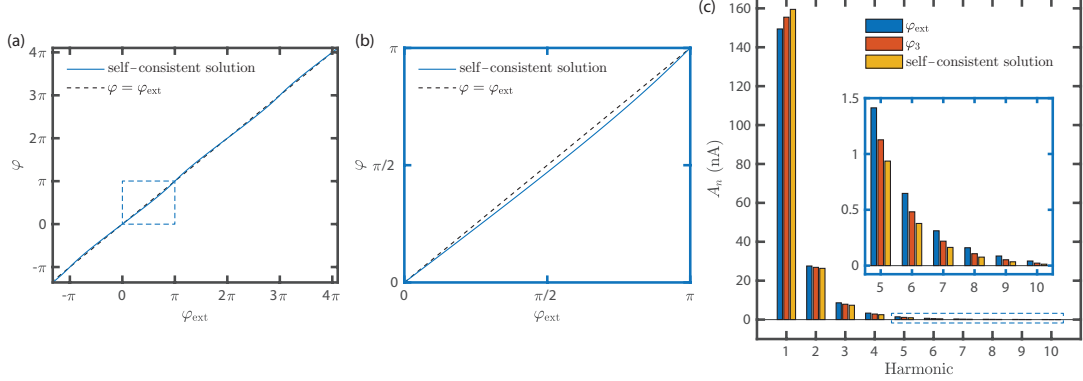 (a)
4π
3π
2π
π
0
-π
φ
self-consistent solution
φ = φext
-π
0
π
2π
3π
4π
φext
(b)
π
π/2
0
φ
self-consistent solution
φ = φext
0
π/2
π
φext
(c)
160
140
120
100
80
60
40
20
0
An (nA)
φext
φ3
self-consistent solution
1.5
1
0.5
0
5
6
7
8
9
10
1
2
3
4
5
6
7
8
9
10
Harmonic